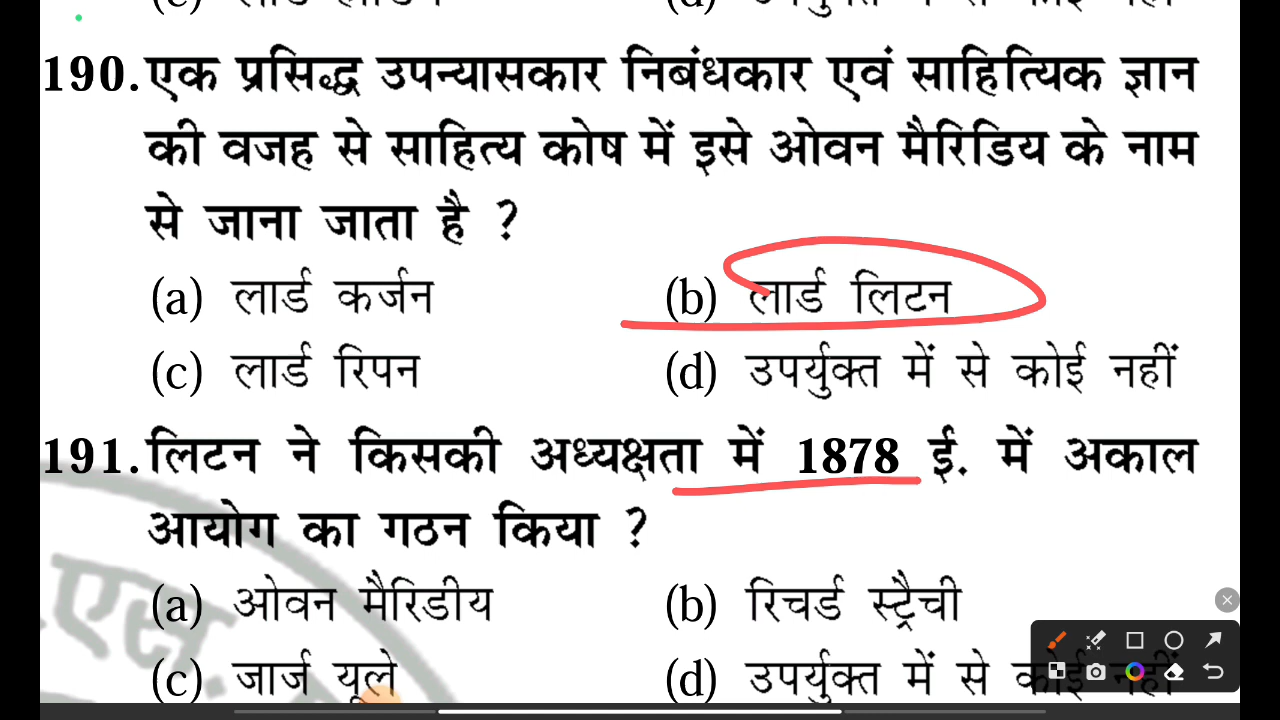 190. एक प्रसिद्ध उपन्यासकार निबंधकार एवं साहित्यिक ज्ञान
की वजह से साहित्य कोष में इसे ओवन मैरिडिय के नाम
से जाना जाता है ?
(a) लार्ड कर्जन (b) लार्ड लिटन
(c) लार्ड रिपन (d) उपर्युक्त में से कोई नहीं
191. लिटन ने किसकी अध्यक्षता में 1878 ई. में अकाल
आयोग का गठन किया ?
(a) ओवन मैरिडीय (b) रिचर्ड स्ट्रैची
(c) जार्ज यूले (d) उपर्युक्त में से कोई नहीं